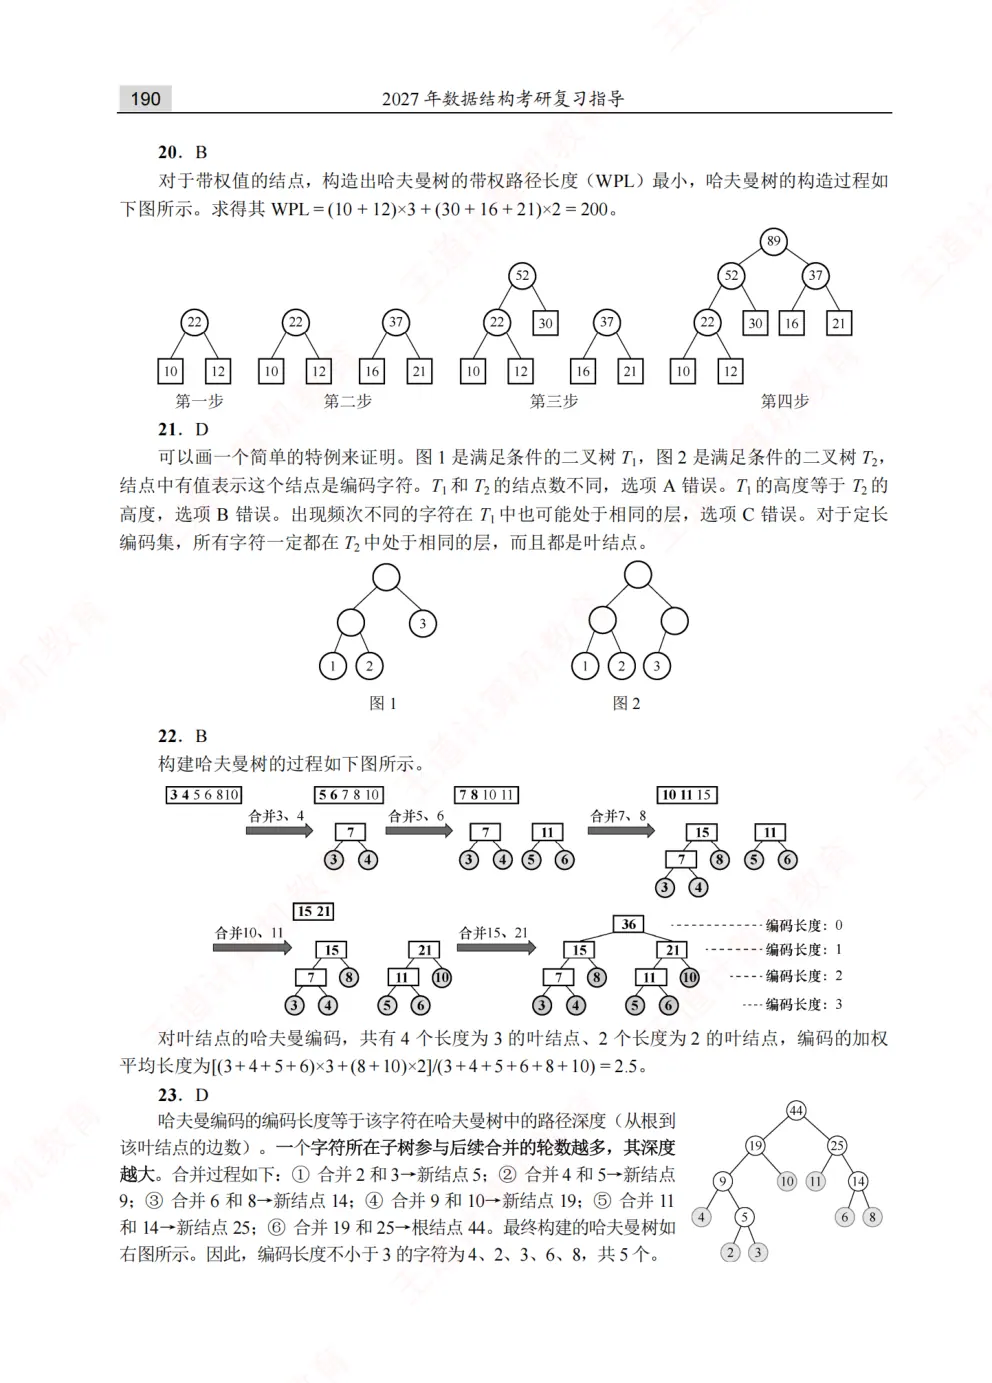 190
2027 年数据结构考研复习指导
20． B
对于带权值的结点，构造出哈夫曼树的带权路径长度（WPL）最小，哈夫曼树的构造过程如
下图所示。求得其 WPL = (10 + 12)×3 + (30 + 16 + 21)×2 = 200。
89
52 52 37
22 22 37 22 30 37 22 30 16 21
10 12 10 12 16 21 10 12 16 21 10 12
第一步 第二步 第三步 第四步
21． D
可以画一个简单的特例来证明。图 1 是满足条件的二叉树 T1，图 2 是满足条件的二叉树 T2，
结点中有值表示这个结点是编码字符。T1 和 T2 的结点数不同，选项 A 错误。T1 的高度等于 T2 的
高度，选项 B 错误。出现频次不同的字符在 T1 中也可能处于相同的层，选项 C 错误。对于定长
编码集，所有字符一定都在 T2 中处于相同的层，而且都是叶结点。
3
1 2 1 2 3
图 1 图 2
22． B
构建哈夫曼树的过程如下图所示。
3 4 5 6 8 10 5 6 7 8 10 7 8 10 11 10 11 15
合并3、4 合并5、6 合并7、8
7 7 11 15 11
3 4 3 4 5 6 7 8 5 6
3 4
15 21
合并10、11 合并15、21 36 编码长度：0
15 21 15 21 编码长度：1
7 8 11 10 7 8 11 10 编码长度：2
3 4 5 6 3 4 5 6 编码长度：3
对叶结点的哈夫曼编码，共有 4 个长度为 3 的叶结点、2 个长度为 2 的叶结点，编码的加权
平均长度为[(3 + 4 + 5 + 6)×3 + (8 + 10)×2]/(3 + 4 + 5 + 6 + 8 + 10) = 2.5。
23． D
哈夫曼编码的编码长度等于该字符在哈夫曼树中的路径深度（从根到
该叶结点的边数）。一个字符所在子树参与后续合并的轮数越多，其深度
越大。合并过程如下：① 合并 2 和 3→新结点 5；② 合并 4 和 5→新结点
9；③ 合并 6 和 8→新结点 14；④ 合并 9 和 10→新结点 19；⑤ 合并 11
和 14→新结点 25；⑥ 合并 19 和 25→根结点 44。最终构建的哈夫曼树如
右图所示。因此，编码长度不小于 3 的字符为 4、2、3、6、8，共 5 个。
44
19 25
9 10 11 14
4 5 6 8
2 3
王道计算机教育